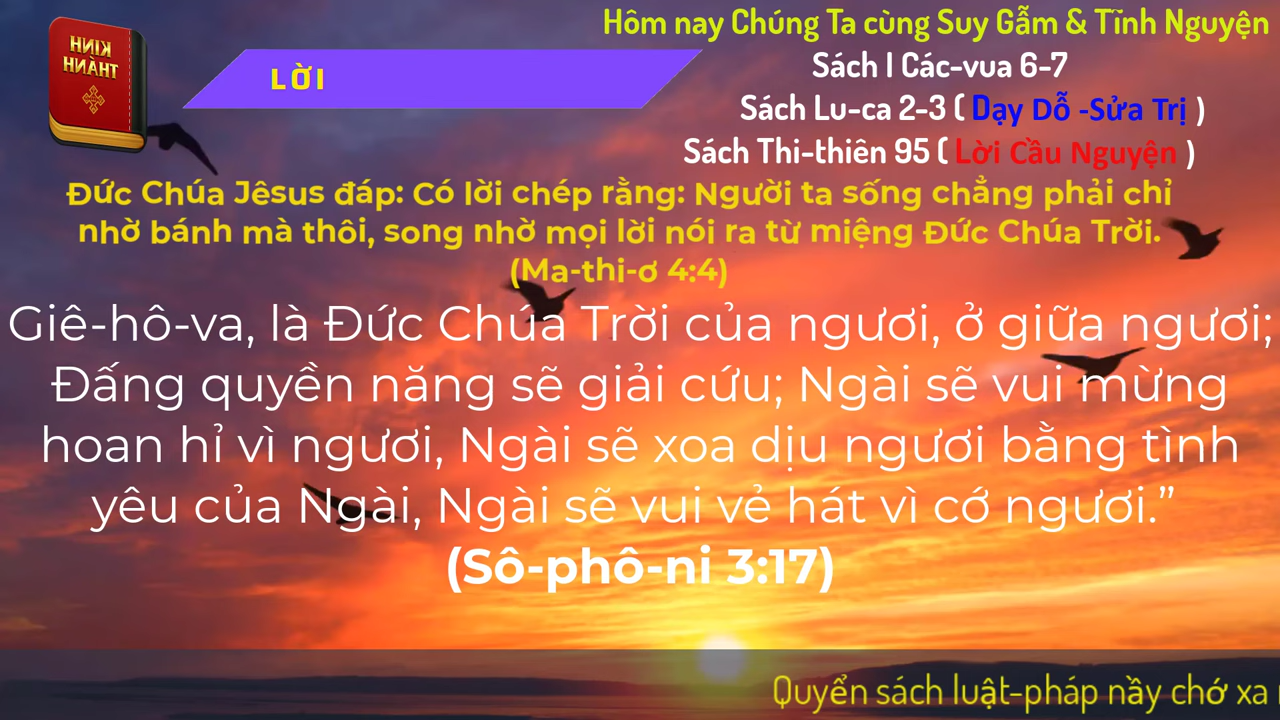 Hôm nay Chúng Ta cùng Suy Gẫm & Tĩnh Nguyện
KINH
THÀNH
LỜI
Sách I Các-vua 6-7
Sách Lu-ca 2-3 ( Dạy Dỗ -Sửa Trị )
Sách Thi-thiên 95 ( Lời Cầu Nguyện )
Đức Chúa Jêsus đáp: Có lời chép rằng: Người ta sống chẳng phải chỉ
nhờ bánh mà thôi, song nhờ mọi lời nói ra từ miệng Đức Chúa Trời.
(Ma-thi-ơ 4:4)
Giê-hô-va, là Đức Chúa Trời của ngươi, ở giữa ngươi;
Đấng quyền năng sẽ giải cứu; Ngài sẽ vui mừng
hoan hỉ vì ngươi, Ngài sẽ xoa dịu ngươi bằng tình
yêu của Ngài, Ngài sẽ vui vẻ hát vì cớ ngươi.”
(Sô-phô-ni 3:17)
Quyển sách luật-pháp nầy chớ xa